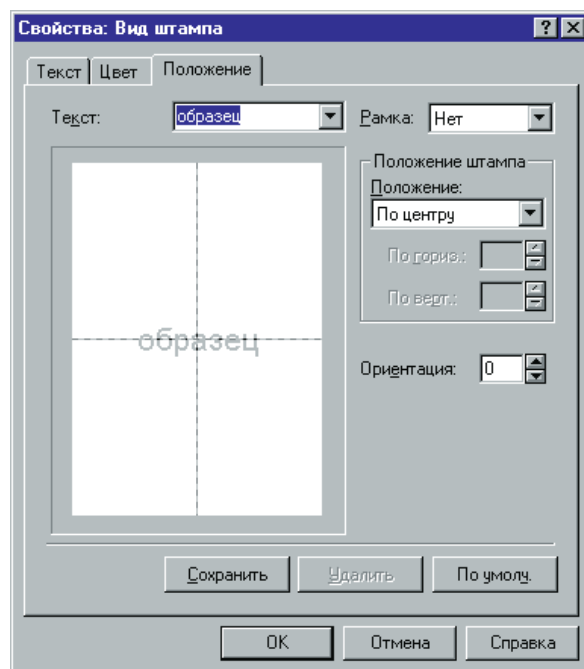 Свойства: Вид штампа
Текст Цвет Положение
Текст: образец Рамка: Нет
Положение штампа
Положение:
По центру
По гориз.:
По верт.:
образец
Ориентация: 0
Сохранить Удалить По умолч.
OK Отмена Справка